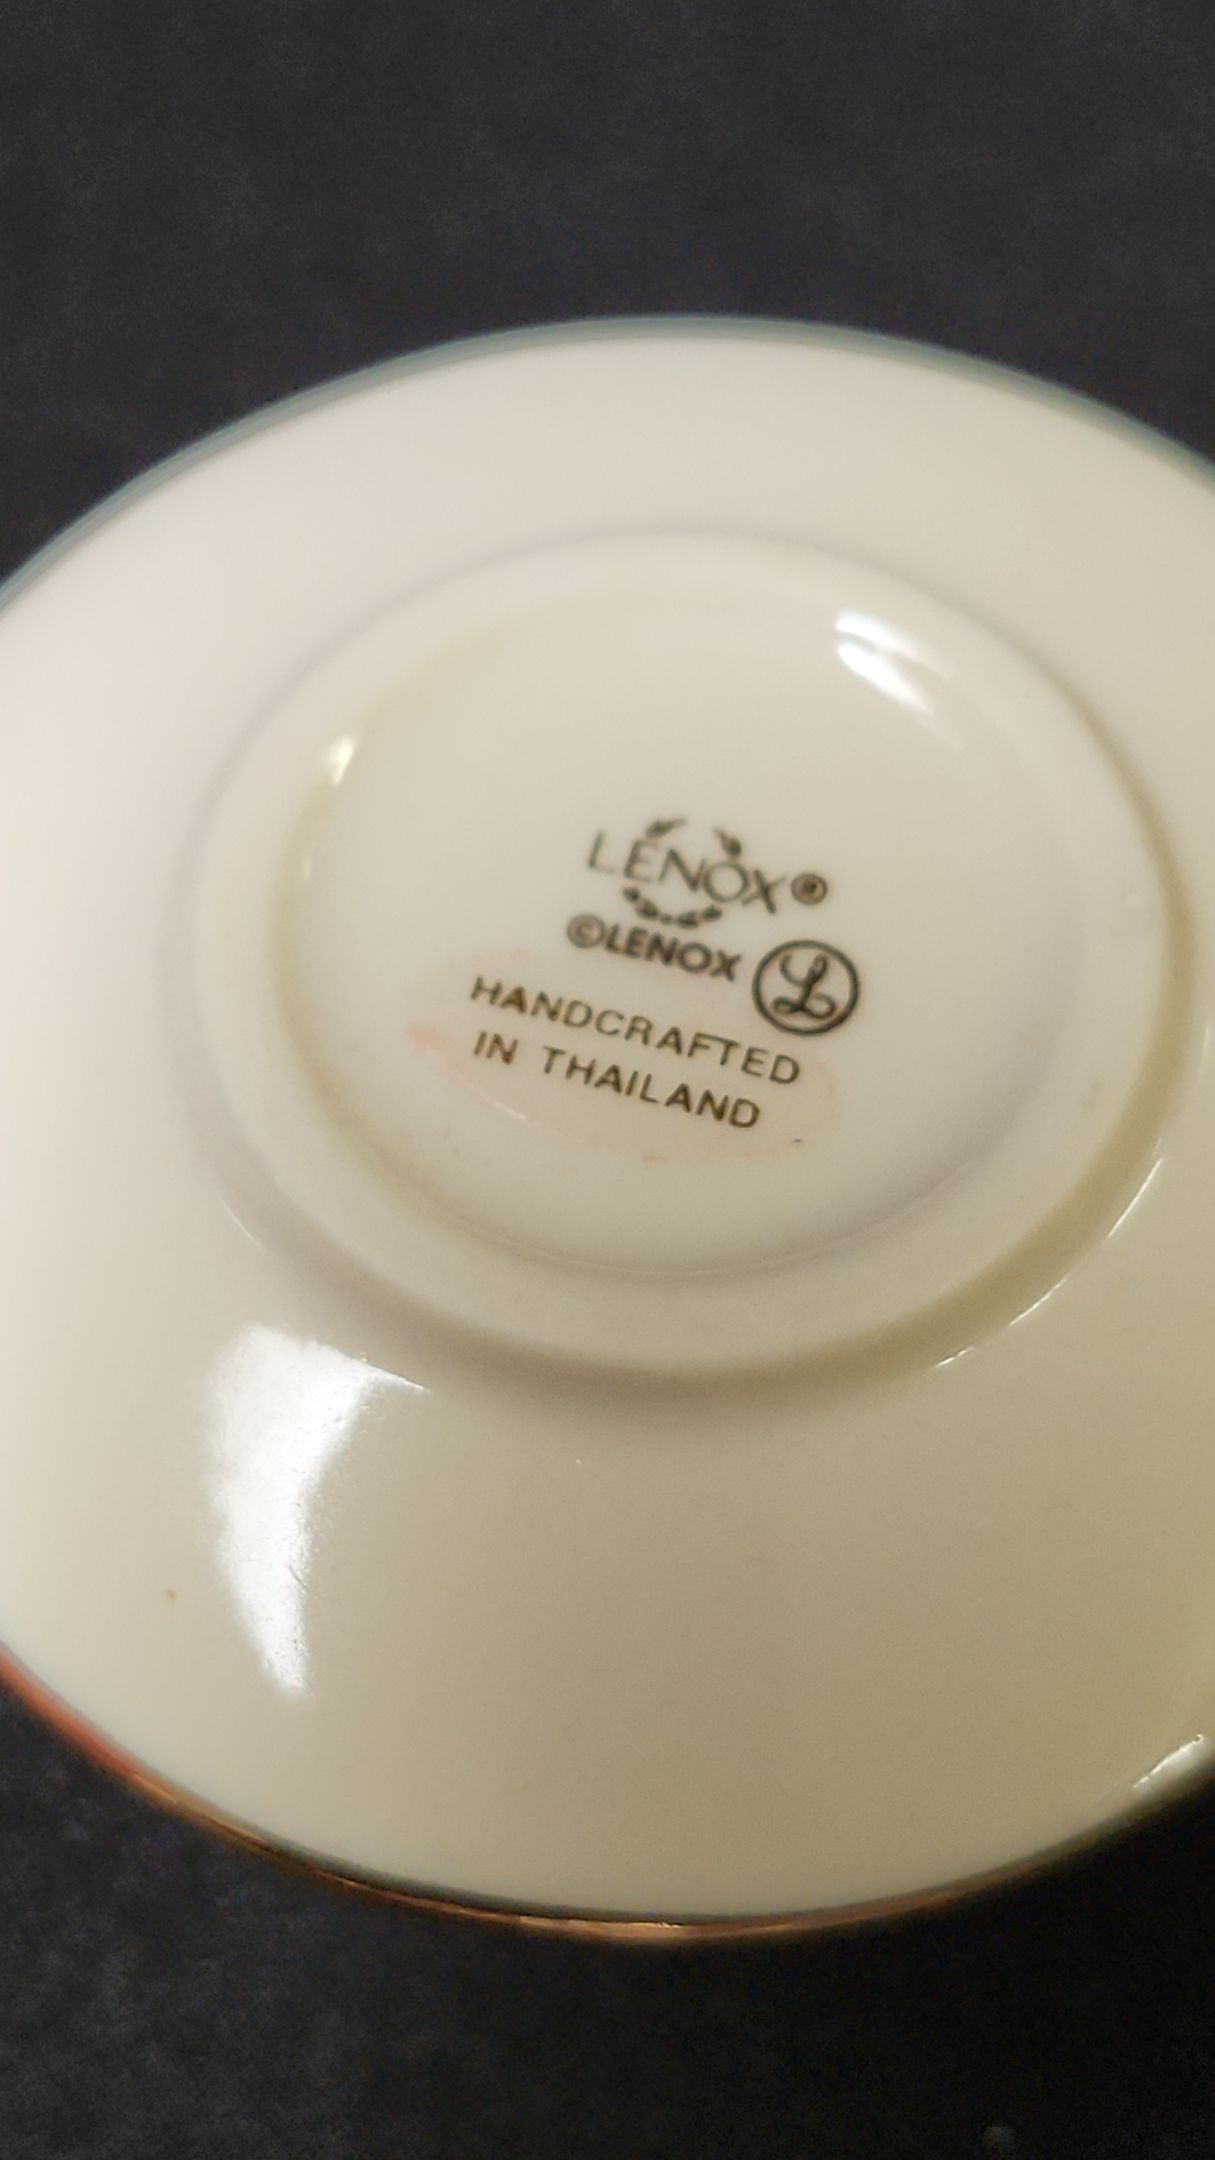 LENOX®
©LENOX L
HANDCRAFTED
IN THAILAND